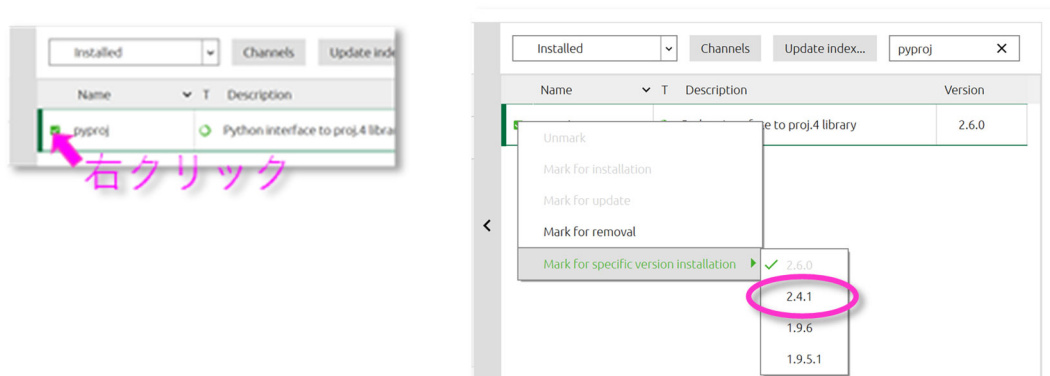 Installed
Channels
Update inde
Name
T
Description
pyproj
Python interface to proj.4 librar
右クリック
Installed
Channels
Update index...
pyproj
Name
T
Description
Version
e to proj.4 library
2.6.0
Unmark
Mark for installation
Mark for update
Mark for removal
Mark for specific version installation
2.6.0
2.4.1
1.9.6
1.9.5.1